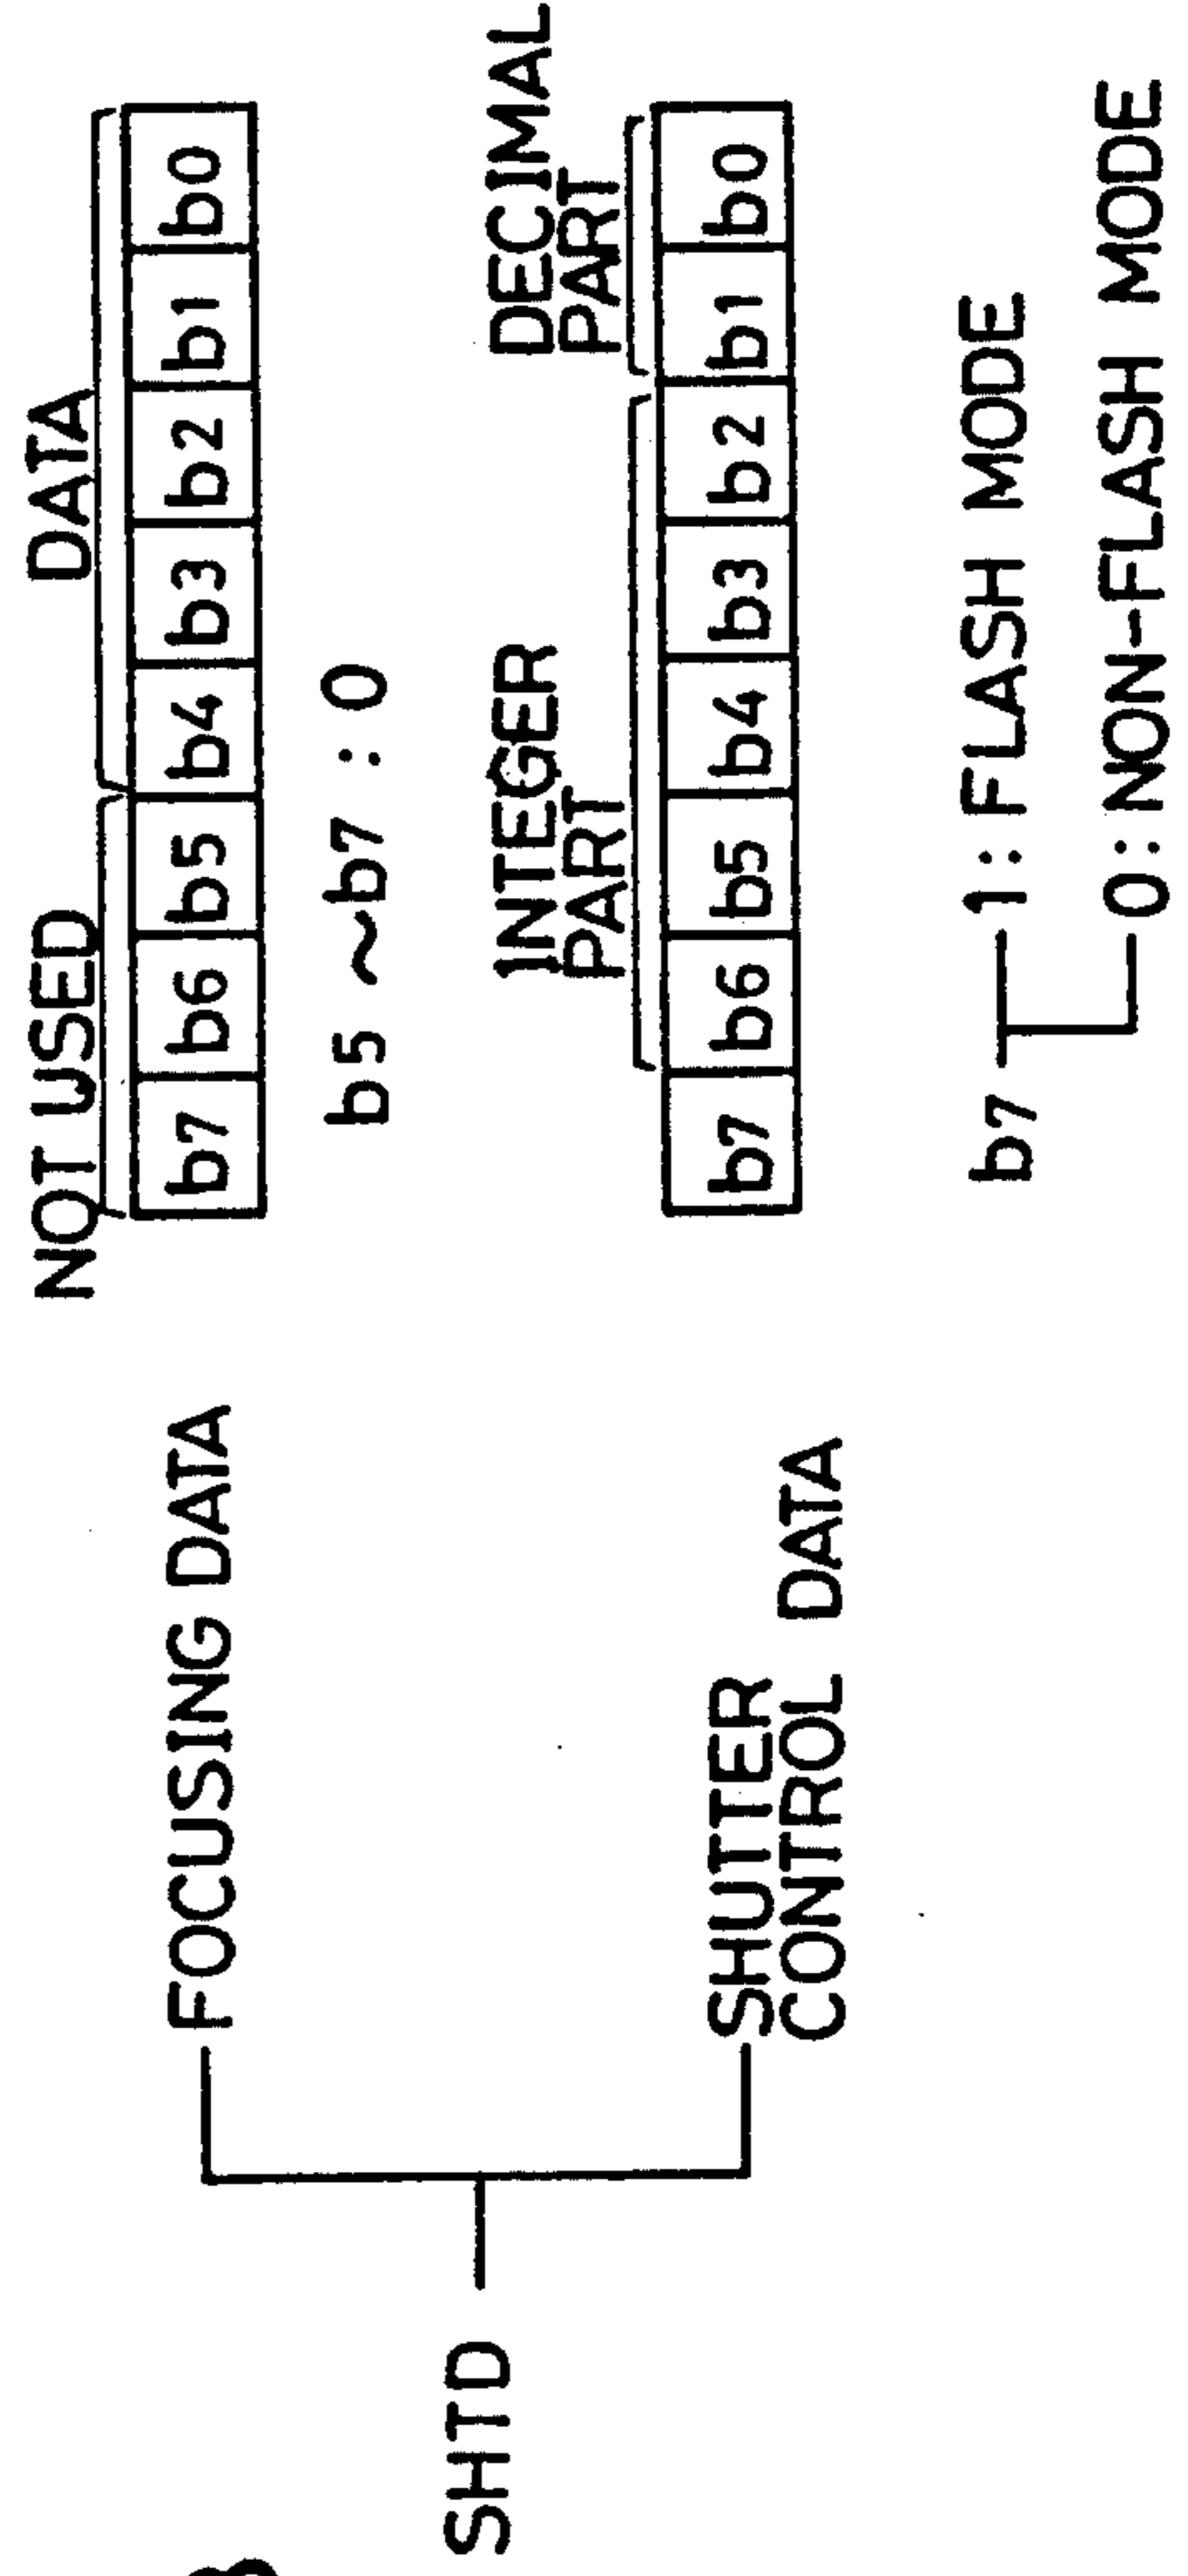 SHTD
FOCUSING DATA
NOT USED
DATA
b7 b6 b5 b4 b3 b2 b1 b0
b5 ~ b7 : 0
SHUTTER
CONTROL DATA
INTEGER
PART
DECIMAL
PART
b7 b6 b5 b4 b3 b2 b1 b0
b7
1 : FLASH MODE
0 : NON-FLASH MODE